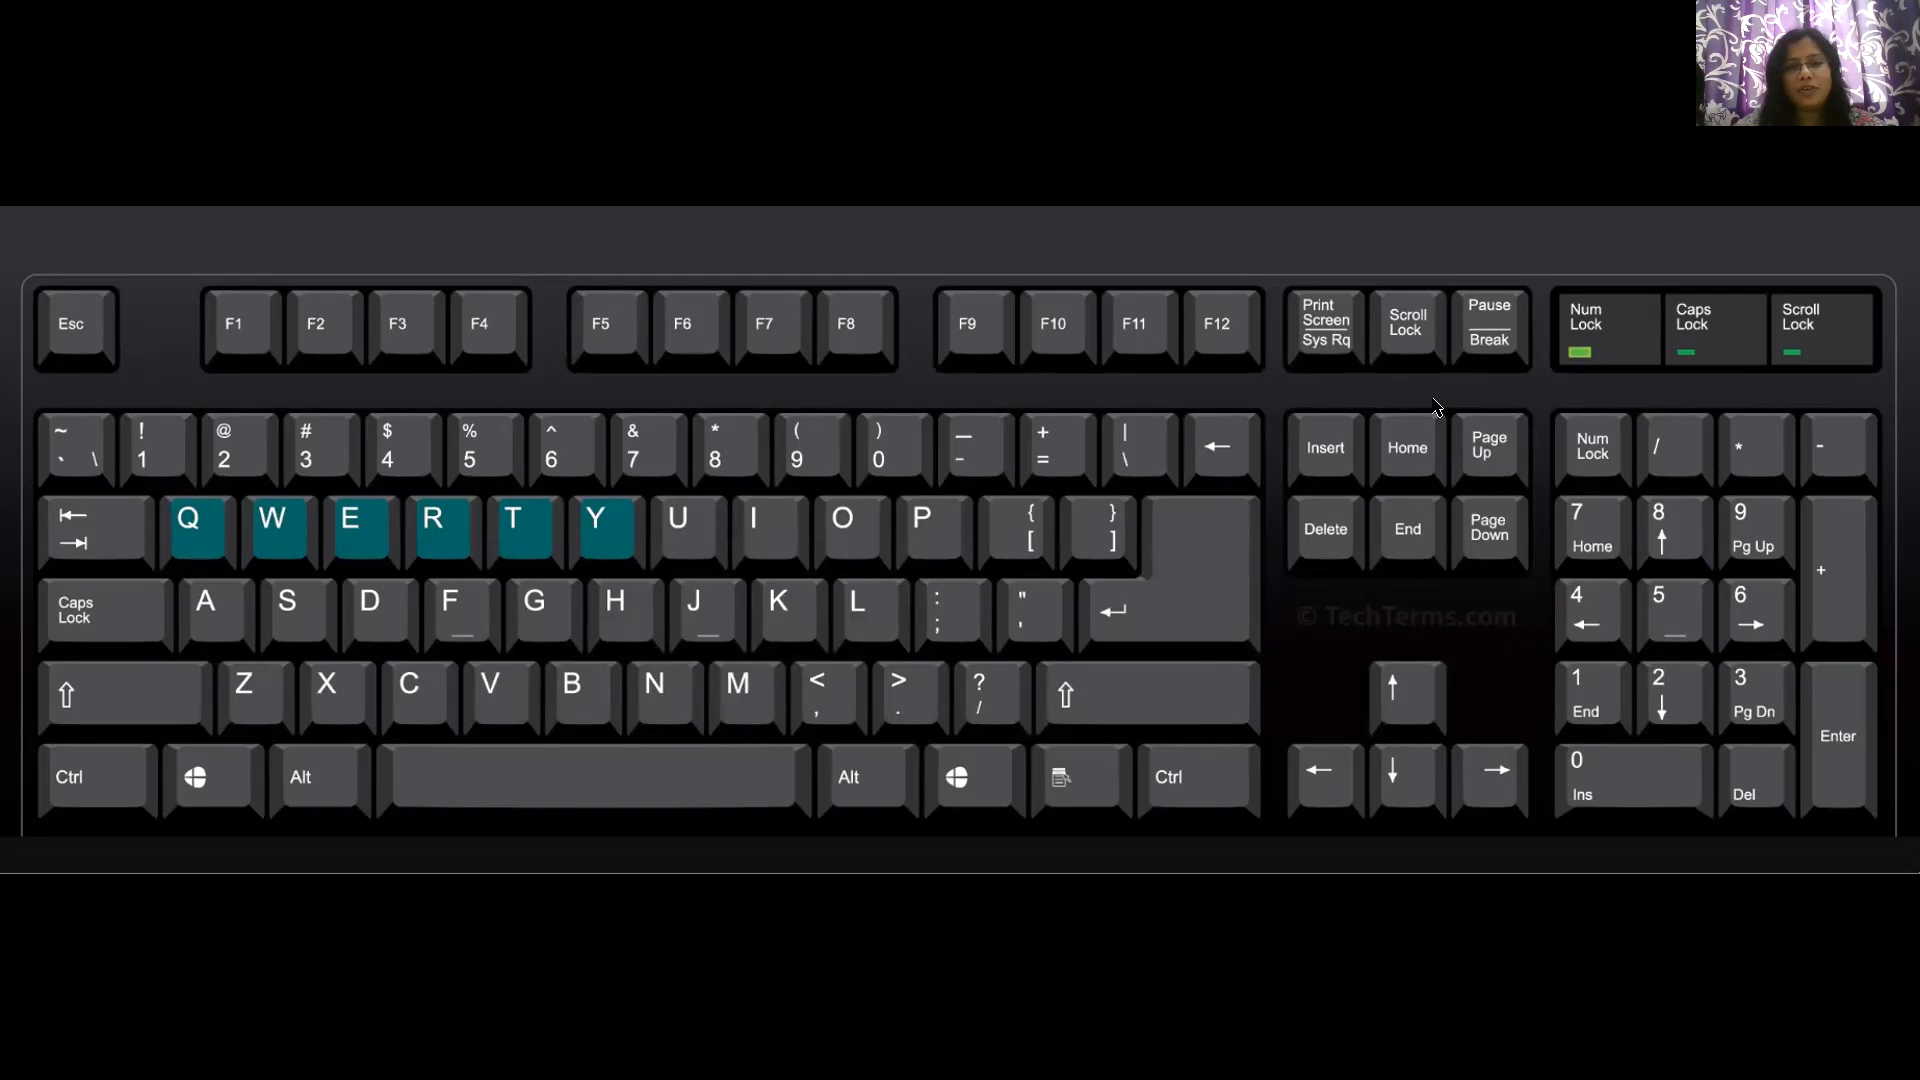 Esc F1 F2 F3 F4 F5 F6 F7 F8 F9 F10 F11 F12 Print Screen Sys Rq Scroll Lock Pause Break Num Lock Caps Lock Scroll Lock
~ ` \ ! 1 @ 2 # 3 $ 4 % 5 ^ 6 & 7 * 8 ( 9 ) 0 — - + = | \ ← Insert Home Page Up Num Lock / * -
⇤ ⇥ Q W E R T Y U I O P { [ } ] Delete End Page Down 7 Home 8 ↑ 9 Pg Up +
Caps Lock A S D F G H J K L : ; " ' ↵ © TechTerms.com 4 ← 5 6 →
⇧ Z X C V B N M < , > . ? / ⇧ ↑ 1 End 2 ↓ 3 Pg Dn Enter
Ctrl Alt Alt Ctrl ← ↓ → 0 Ins Del